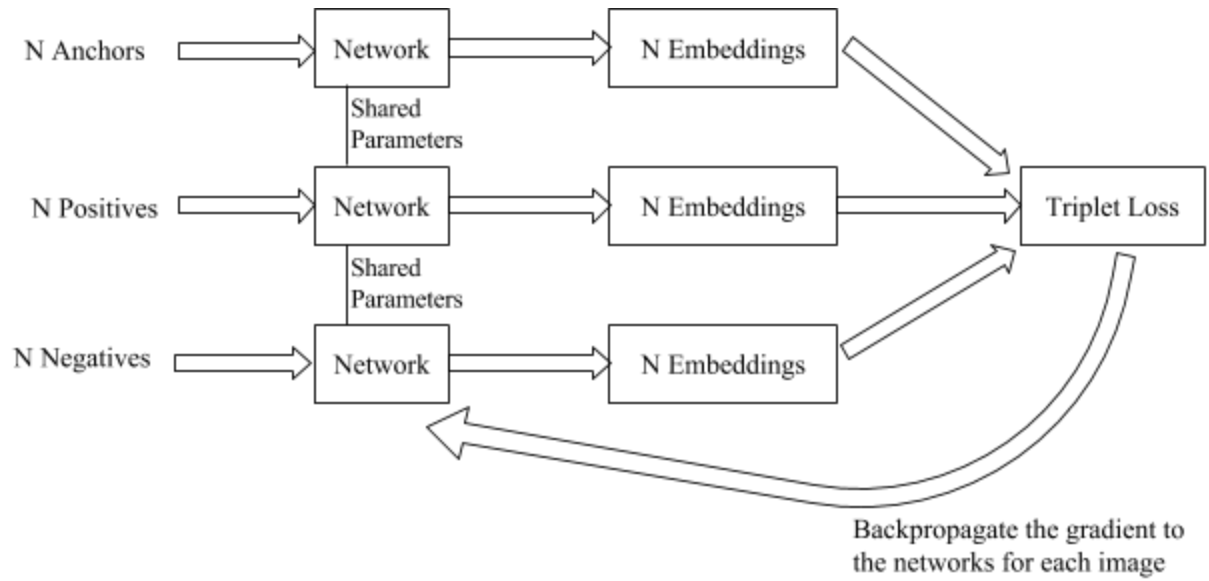 N Anchors
Network
N Embeddings
Shared
Parameters
N Positives
Network
N Embeddings
Triplet Loss
Shared
Parameters
N Negatives
Network
N Embeddings
Backpropagate the gradient to
the networks for each image